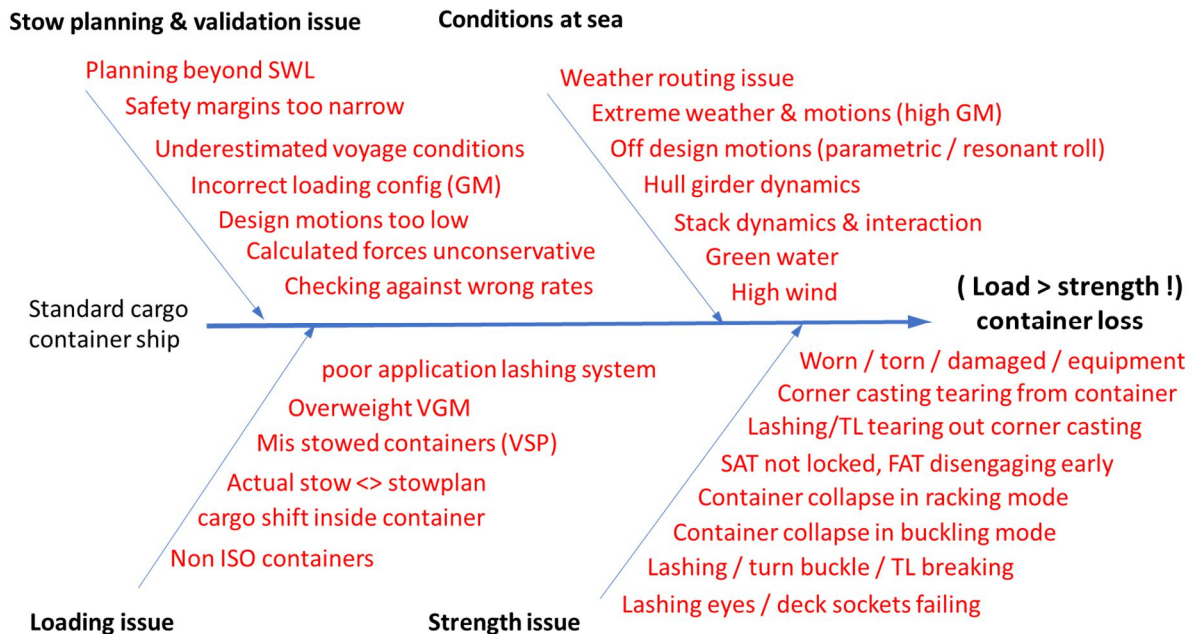 Stow planning & validation issue
Planning beyond SWL
Safety margins too narrow
Underestimated voyage conditions
Incorrect loading config (GM)
Design motions too low
Calculated forces unconservative
Checking against wrong rates
Conditions at sea
Weather routing issue
Extreme weather & motions (high GM)
Off design motions (parametric / resonant roll)
Hull girder dynamics
Stack dynamics & interaction
Green water
High wind
Standard cargo
container ship
( Load > strength !)
container loss
poor application lashing system
Overweight VGM
Mis stowed containers (VSP)
Actual stow <> stowplan
cargo shift inside container
Non ISO containers
Loading issue
Worn / torn / damaged / equipment
Corner casting tearing from container
Lashing/TL tearing out corner casting
SAT not locked, FAT disengaging early
Container collapse in racking mode
Container collapse in buckling mode
Lashing / turn buckle / TL breaking
Lashing eyes / deck sockets failing
Strength issue